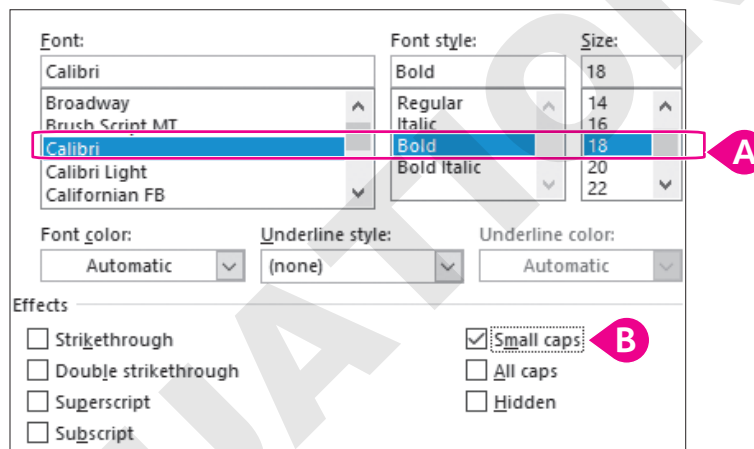 Font: Font style: Size:
Calibri Bold 18
Broadway Regular 14
Brush Script MT Italic 16
Calibri Bold 18
A
Calibri Light Bold Italic 20
Californian FB 22
Font color: Underline style: Underline color:
Automatic (none) Automatic
Effects
Strikethrough Small caps B
Double strikethrough All caps
Superscript Hidden
Subscript